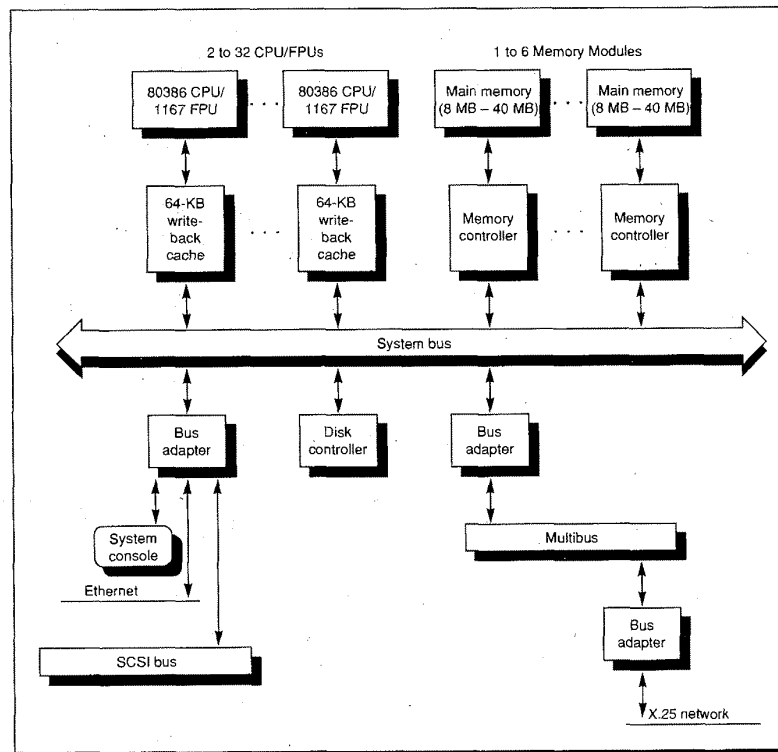 2 to 32 CPU/FPUs
1 to 6 Memory Modules
80386 CPU/
1167 FPU
80386 CPU/
1167 FPU
Main memory
(8 MB – 40 MB)
Main memory
(8 MB – 40 MB)
64-KB
write-
back
cache
64-KB
write-
back
cache
Memory
controller
Memory
controller
System bus
Bus
adapter
Disk
controller
Bus
adapter
System
console
Multibus
Ethernet
Bus
adapter
SCSI bus
X.25 network